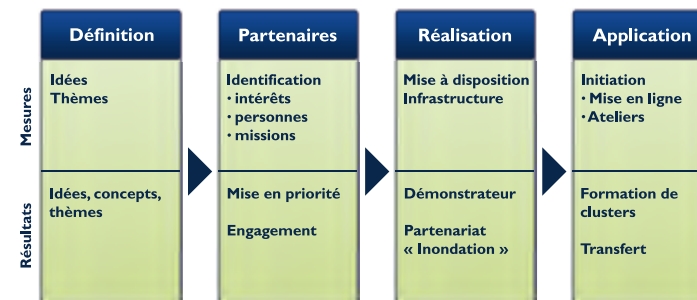 Définition
Partenaires
Réalisation
Application
Mesures
Idées
Thèmes
Identification
• intérêts
• personnes
• missions
Mise à disposition
Infrastructure
Initiation
• Mise en ligne
• Ateliers
Résultats
Idées, concepts,
thèmes
Mise en priorité
Engagement
Démonstrateur
Partenariat
« Inondation »
Formation de
clusters
Transfert